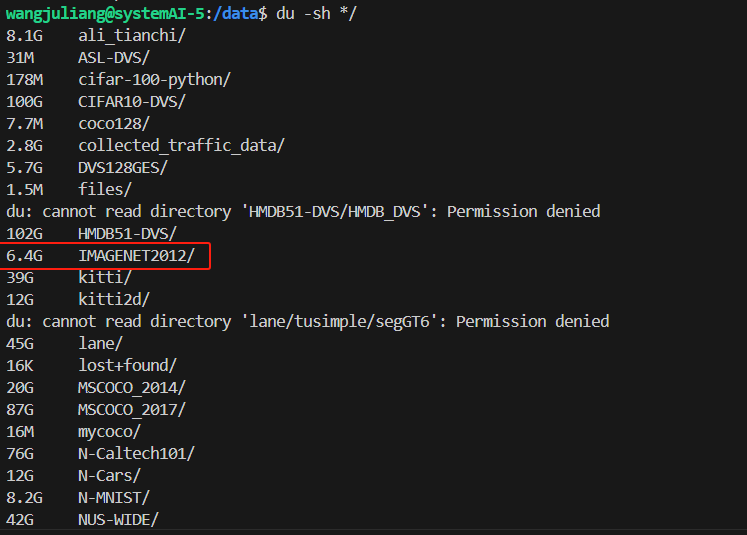 wangjuliang@systemAI-5:/data$ du -sh */
8.1G    ali_tianchi/
31M     ASL-DVS/
178M    cifar-100-python/
100G    CIFAR10-DVS/
7.7M    coco128/
2.8G    collected_traffic_data/
5.7G    DVS128GES/
1.5M    files/
du: cannot read directory 'HMDB51-DVS/HMDB_DVS': Permission denied
102G    HMDB51-DVS/
6.4G    IMAGENET2012/
39G     kitti/
12G     kitti2d/
du: cannot read directory 'lane/tusimple/segGT6': Permission denied
45G     lane/
16K     lost+found/
20G     MSCOCO_2014/
87G     MSCOCO_2017/
16M     mycoco/
76G     N-Caltech101/
12G     N-Cars/
8.2G    N-MNIST/
42G     NUS-WIDE/